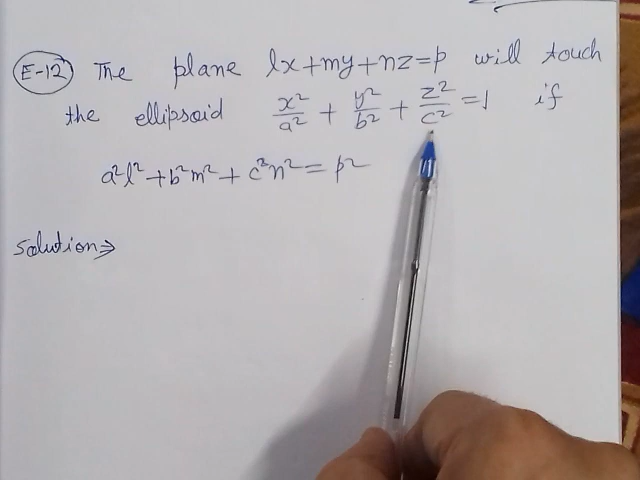 E-12 The plane lx+my+nz=p will touch
the ellipsoid x²/a² + y²/b² + z²/c² = 1 if
a²l²+b²m²+c²n²=p²
Solution⇒